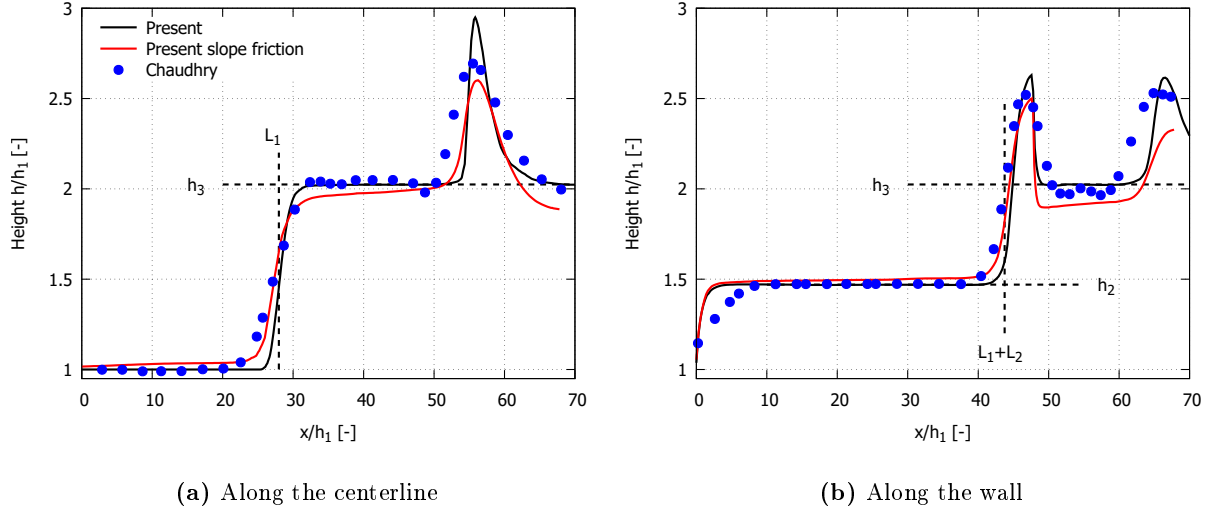 3
2.5
2
1.5
1
Height h/h₁ [-]
Present
Present slope friction
Chaudhry
L₁
h₃
0 10 20 30 40 50 60 70
x/h₁ [-]
(a) Along the centerline
3
2.5
2
1.5
1
Height h/h₁ [-]
h₃
h₂
L₁+L₂
0 10 20 30 40 50 60 70
x/h₁ [-]
(b) Along the wall